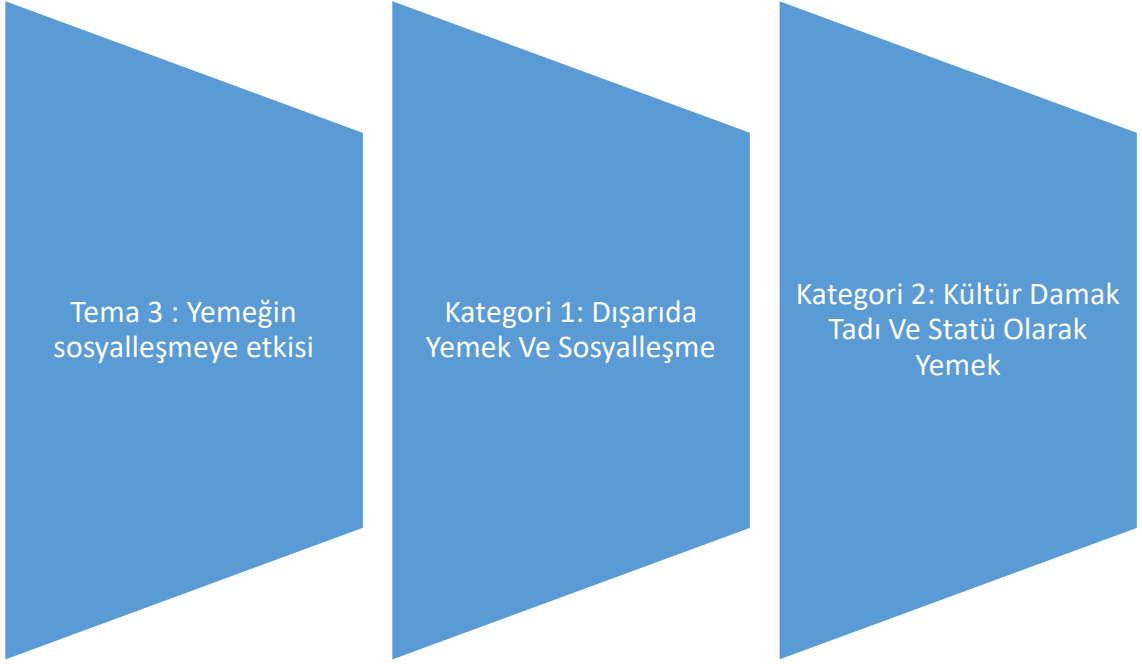 Tema 3 : Yemeğin
sosyalleşmeye etkisi
Kategori 1: Dışarıda
Yemek Ve Sosyalleşme
Kategori 2: Kültür Damak
Tadı Ve Statü Olarak
Yemek